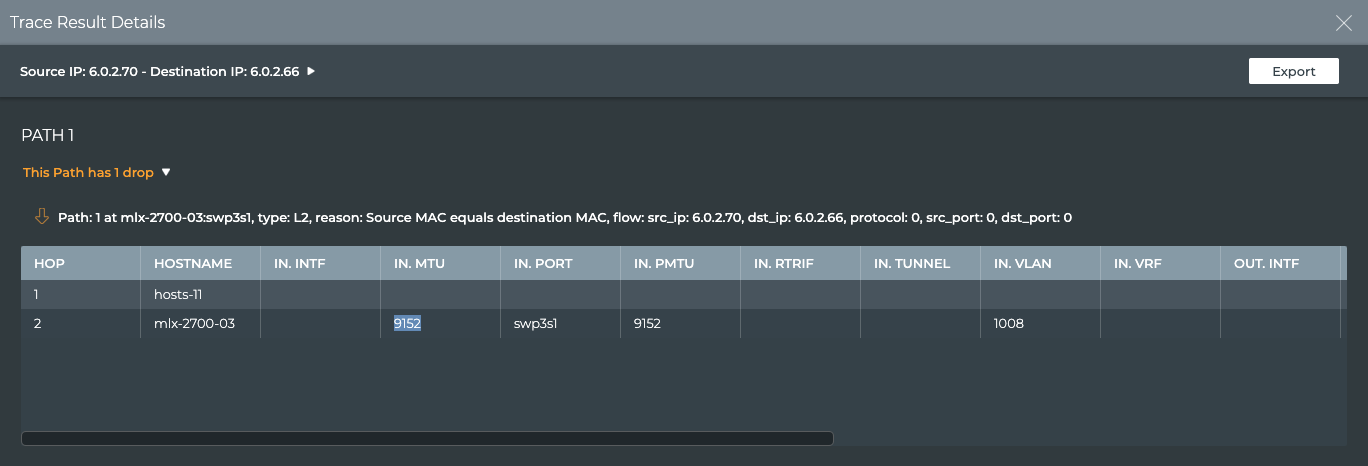 Trace Result Details
Source IP: 6.0.2.70 - Destination IP: 6.0.2.66
Export
PATH 1
This Path has 1 drop
Path: 1 at mlx-2700-03:swp3s1, type: L2, reason: Source MAC equals destination MAC, flow: src_ip: 6.0.2.70, dst_ip: 6.0.2.66, protocol: 0, src_port: 0, dst_port: 0
HOP HOSTNAME IN. INTF IN. MTU IN. PORT IN. PMTU IN. RTRIF IN. TUNNEL IN. VLAN IN. VRF OUT. INTF
1 hosts-11
2 mlx-2700-03 9152 swp3s1 9152 1008